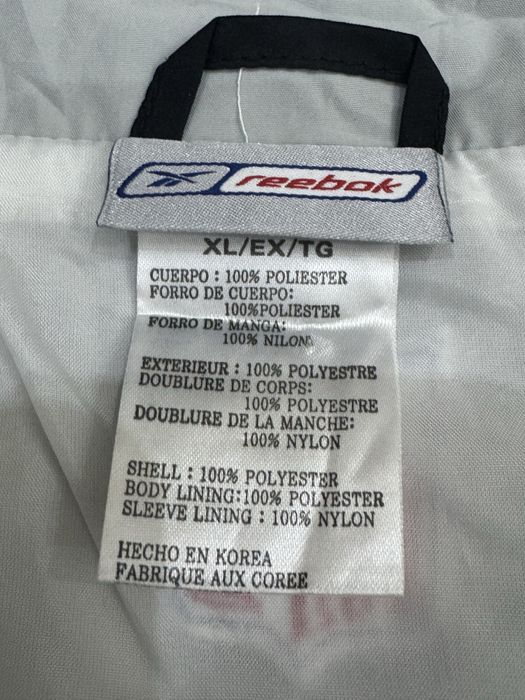 reebok
XL/EX/TG
CUERPO : 100% POLIESTER
FORRO DE CUERPO:
100%POLIESTER
FORRO DE MANGA:
100% NILON
EXTERIEUR : 100% POLYESTRE
DOUBLURE DE CORPS:
100% POLYESTRE
DOUBLURE DE LA MANCHE:
100% NYLON
SHELL : 100% POLYESTER
BODY LINING:100% POLYESTER
SLEEVE LINING : 100% NYLON
HECHO EN KOREA
FABRIQUE AUX COREE